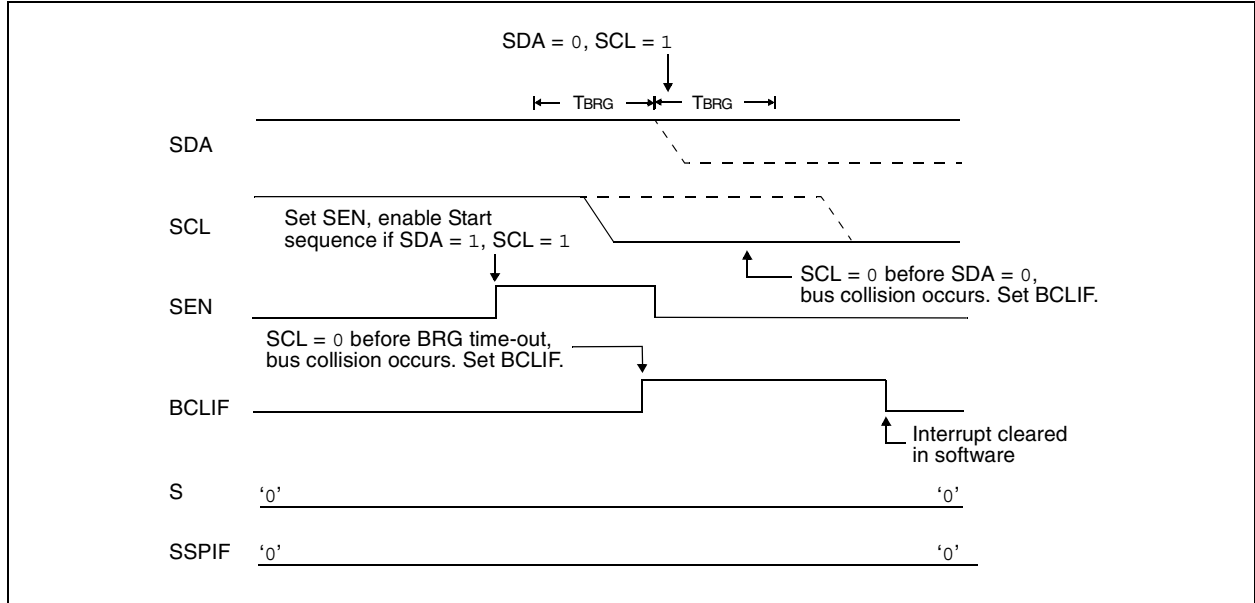 SDA = 0, SCL = 1
TBRG TBRG
SDA
SCL
Set SEN, enable Start
sequence if SDA = 1, SCL = 1
SCL = 0 before SDA = 0,
bus collision occurs. Set BCLIF.
SEN
SCL = 0 before BRG time-out,
bus collision occurs. Set BCLIF.
BCLIF
Interrupt cleared
in software
S ‘0’ ‘0’
SSPIF ‘0’ ‘0’